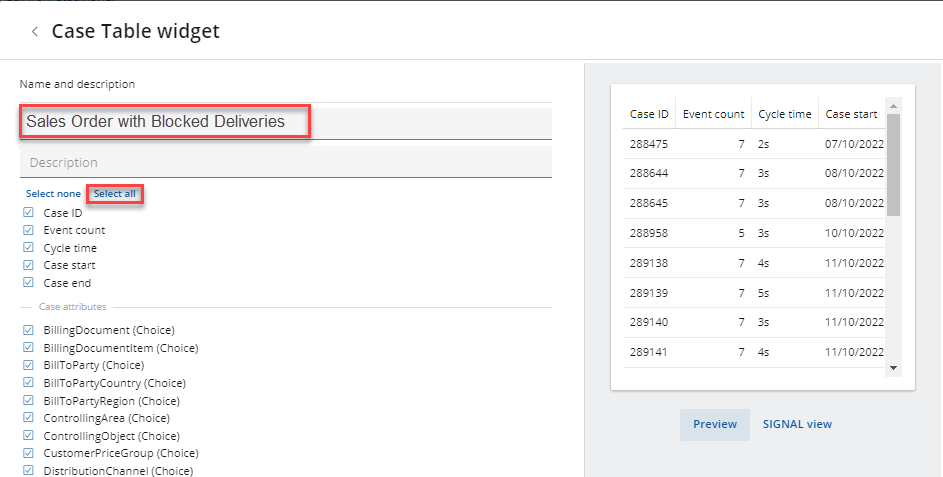 Case Table widget
Name and description
Sales Order with Blocked Deliveries
Description
Select none Select all
Case ID
Event count
Cycle time
Case start
Case end
Case attributes
BillingDocument (Choice)
BillingDocumentItem (Choice)
BillToParty (Choice)
BillToPartyCountry (Choice)
BillToPartyRegion (Choice)
ControllingArea (Choice)
ControllingObject (Choice)
CustomerPriceGroup (Choice)
DistributionChannel (Choice)
Case ID Event count Cycle time Case start
288475 7 2s 07/10/2022
288644 7 3s 08/10/2022
288645 7 3s 08/10/2022
288958 5 3s 10/10/2022
289138 7 4s 11/10/2022
289139 7 5s 11/10/2022
289140 7 3s 11/10/2022
289141 7 4s 11/10/2022
Preview SIGNAL view